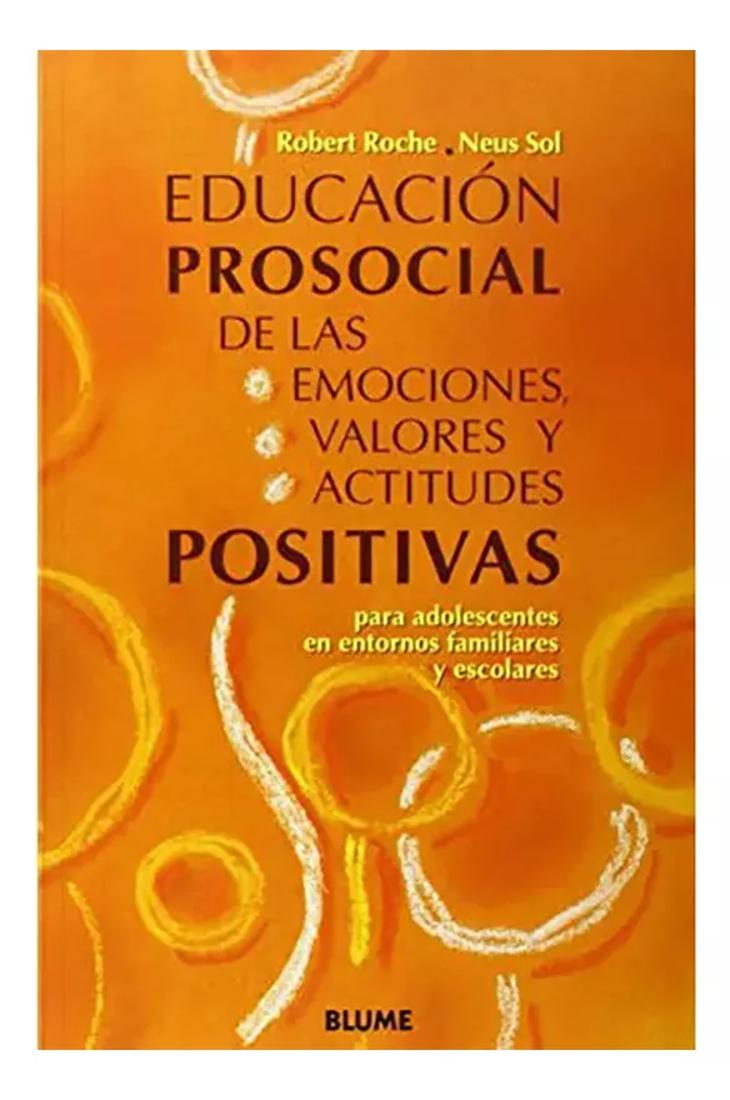 Robert Roche . Neus Sol
EDUCACIÓN
PROSOCIAL
DE LAS
EMOCIONES,
VALORES Y
ACTITUDES
POSITIVAS
para adolescentes
en entornos familiares
y escolares
BLUME